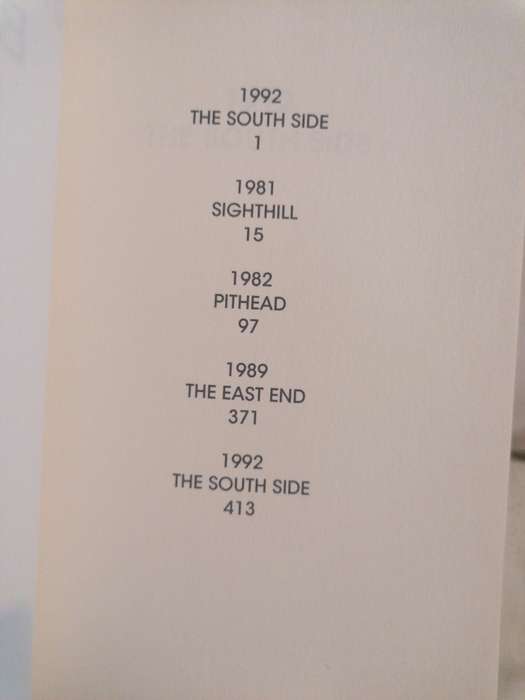 1992
THE SOUTH SIDE
1
1981
SIGHTHILL
15
1982
PITHEAD
97
1989
THE EAST END
371
1992
THE SOUTH SIDE
413